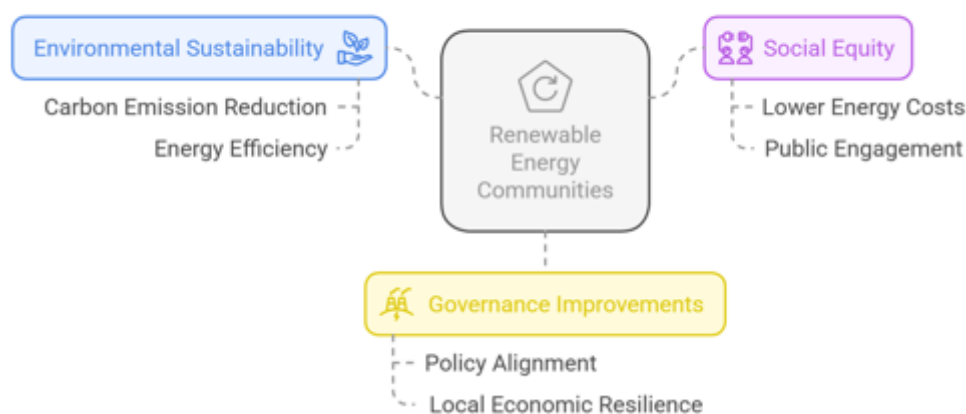 Environmental Sustainability
Carbon Emission Reduction
Energy Efficiency
Renewable
Energy
Communities
Social Equity
Lower Energy Costs
Public Engagement
Governance Improvements
Policy Alignment
Local Economic Resilience